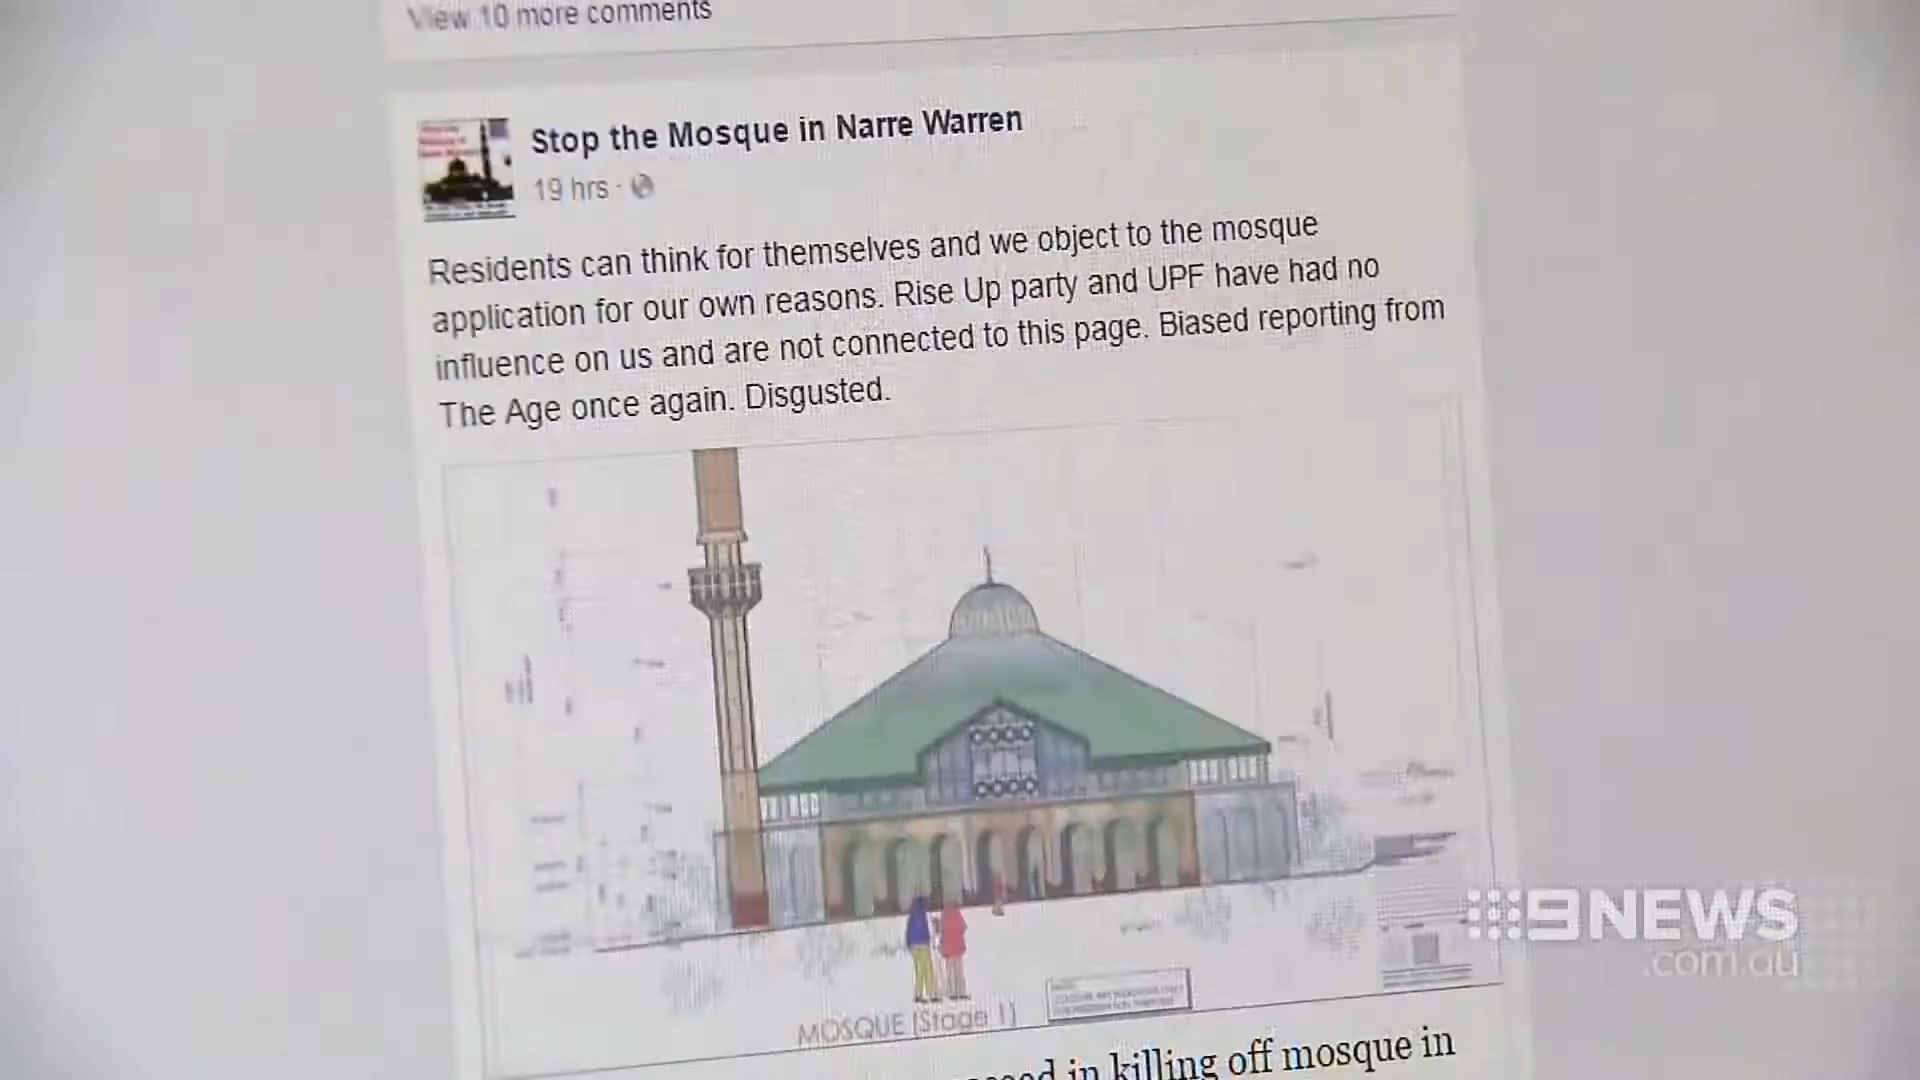 View 10 more comments
Stop the Mosque in Narre Warren
19 hrs ·
Residents can think for themselves and we object to the mosque
application for our own reasons. Rise Up party and UPF have had no
influence on us and are not connected to this page. Biased reporting from
The Age once again. Disgusted.
MOSQUE (Stage 1)
in killing off mosque in
9NEWS
.com.au